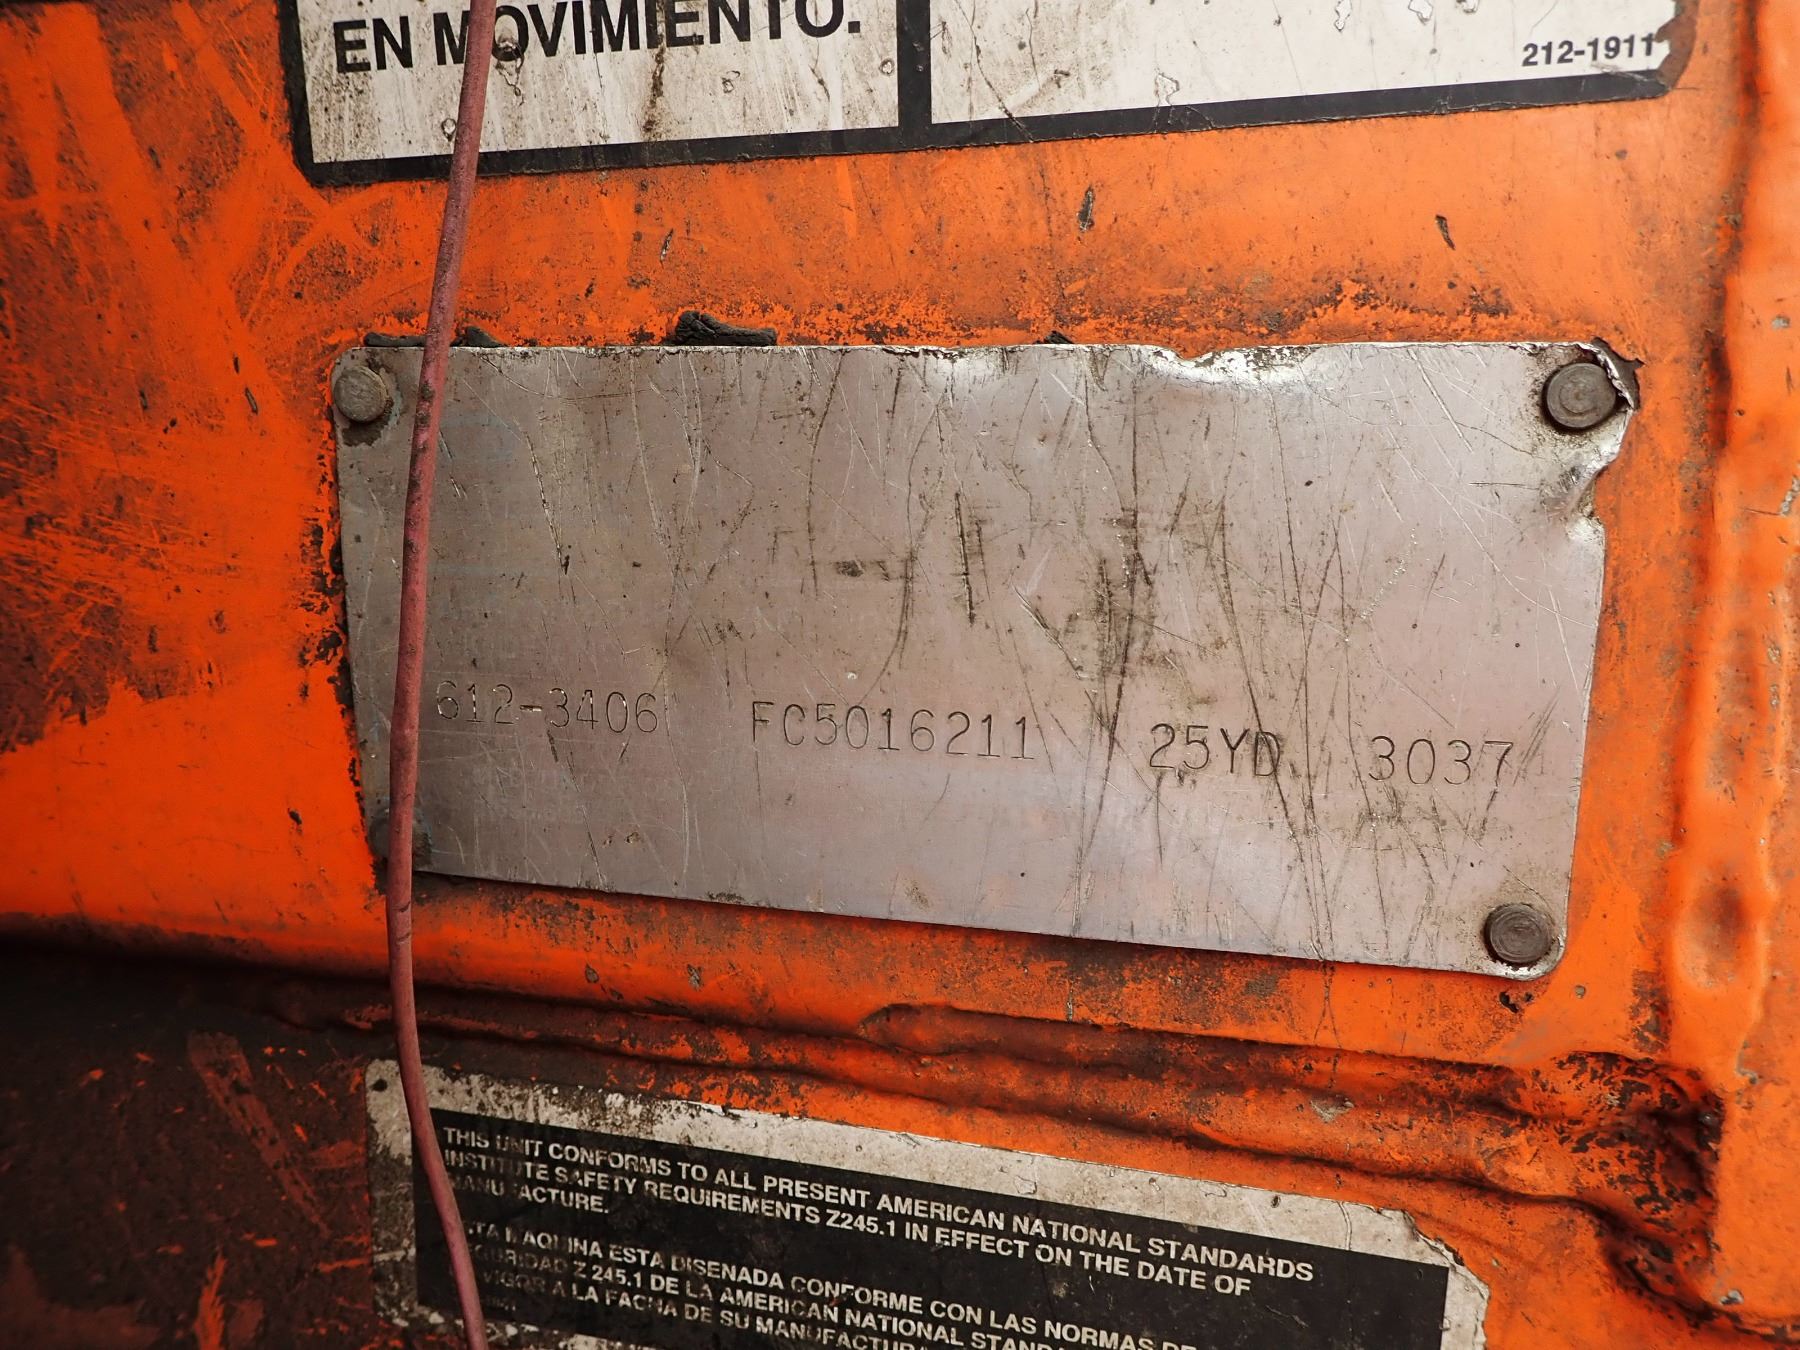 EN MOVIMIENTO.
212-1911
612-3406 FC5016211 25YD. 3037
THIS UNIT CONFORMS TO ALL PRESENT AMERICAN NATIONAL STANDARDS
INSTITUTE SAFETY REQUIREMENTS Z245.1 IN EFFECT ON THE DATE OF
MANUFACTURE.
MAQUINA ESTA DISENADA CONFORME CON LAS NORMAS DE
Z 245.1 DE LA AMERICAN NATIONAL
VIGOR A LA FACHA DE SU